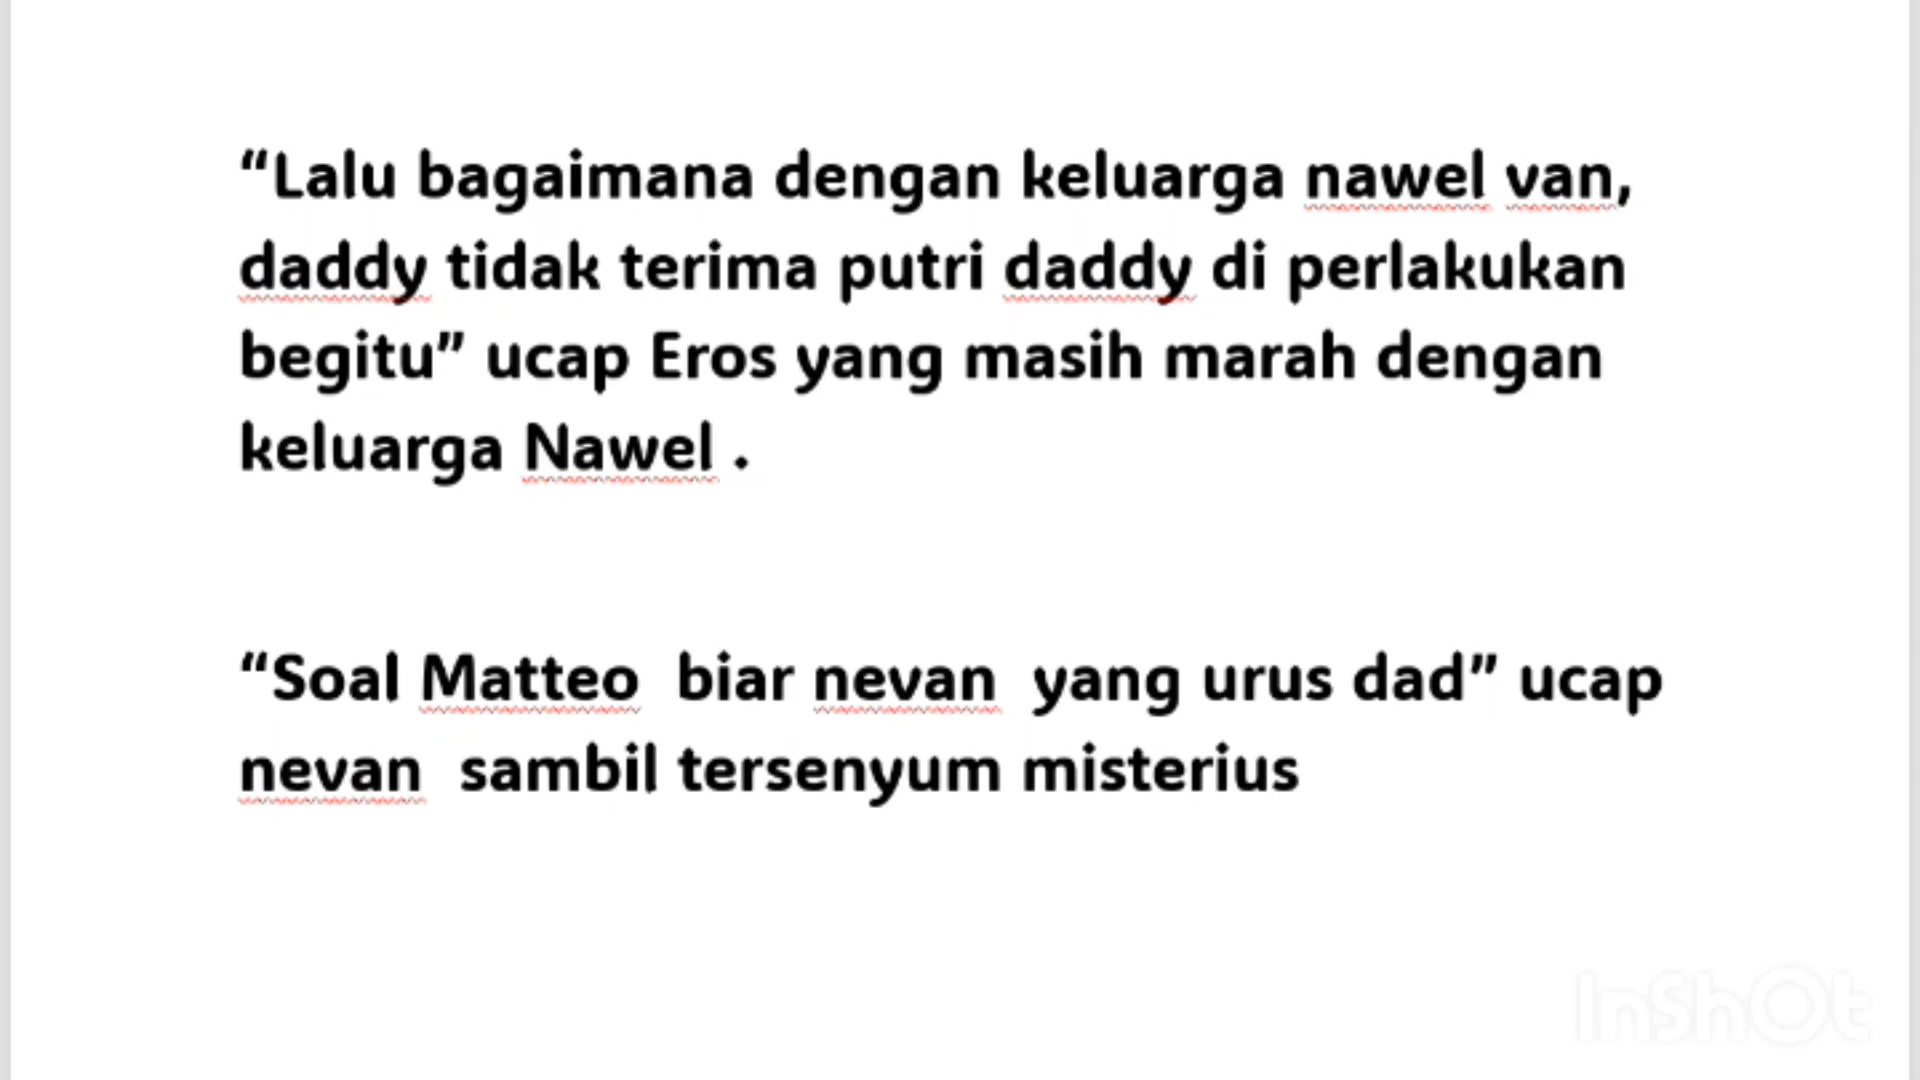 “Lalu bagaimana dengan keluarga nawel van,
daddy tidak terima putri daddy di perlakukan
begitu” ucap Eros yang masih marah dengan
keluarga Nawel .
“Soal Matteo  biar nevan  yang urus dad” ucap
nevan  sambil tersenyum misterius
InShOt